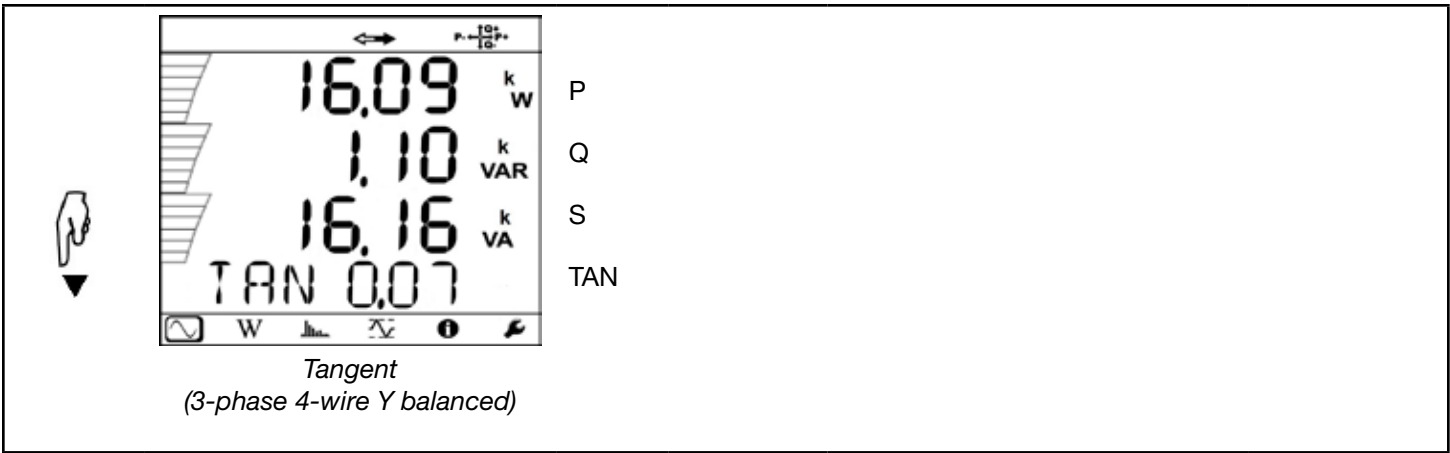 P- Q+ P+
Q-
16.09 k W P
1.10 k VAR Q
16.16 k VA S
TAN 0.07 TAN
W
Tangent
(3-phase 4-wire Y balanced)